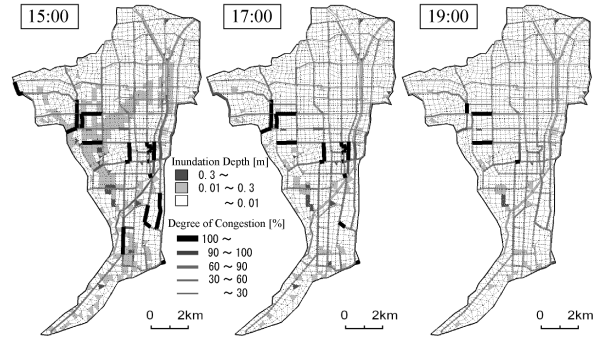 15:00
17:00
19:00
Inundation Depth [m]
0.3～
0.01～0.3
～0.01
Degree of Congestion [%]
100～
90～100
60～90
30～60
～30
0 2km
0 2km
0 2km